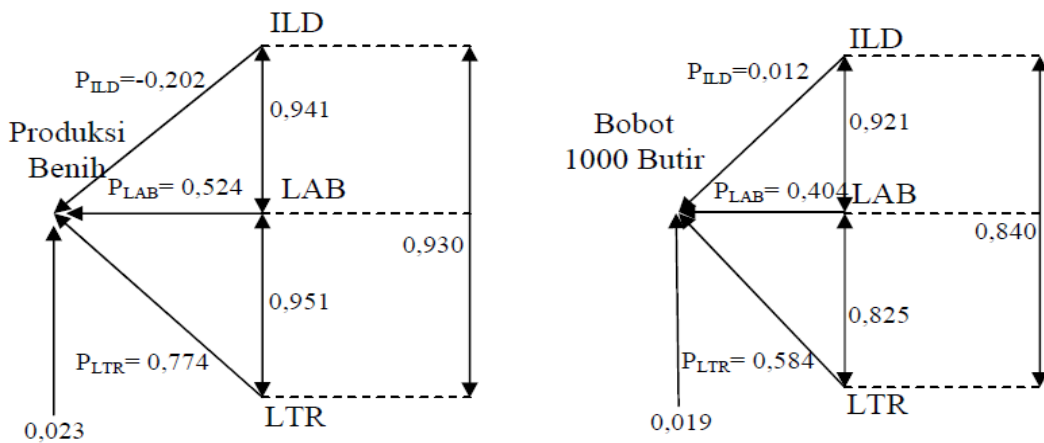 ILD
P_ILD=-0,202
0,941
Produksi
Benih
P_LAB= 0,524
LAB
0,930
0,951
P_LTR= 0,774
LTR
0,023
ILD
P_ILD=0,012
0,921
Bobot
1000 Butir
P_LAB= 0,404
LAB
0,840
0,825
P_LTR= 0,584
LTR
0,019